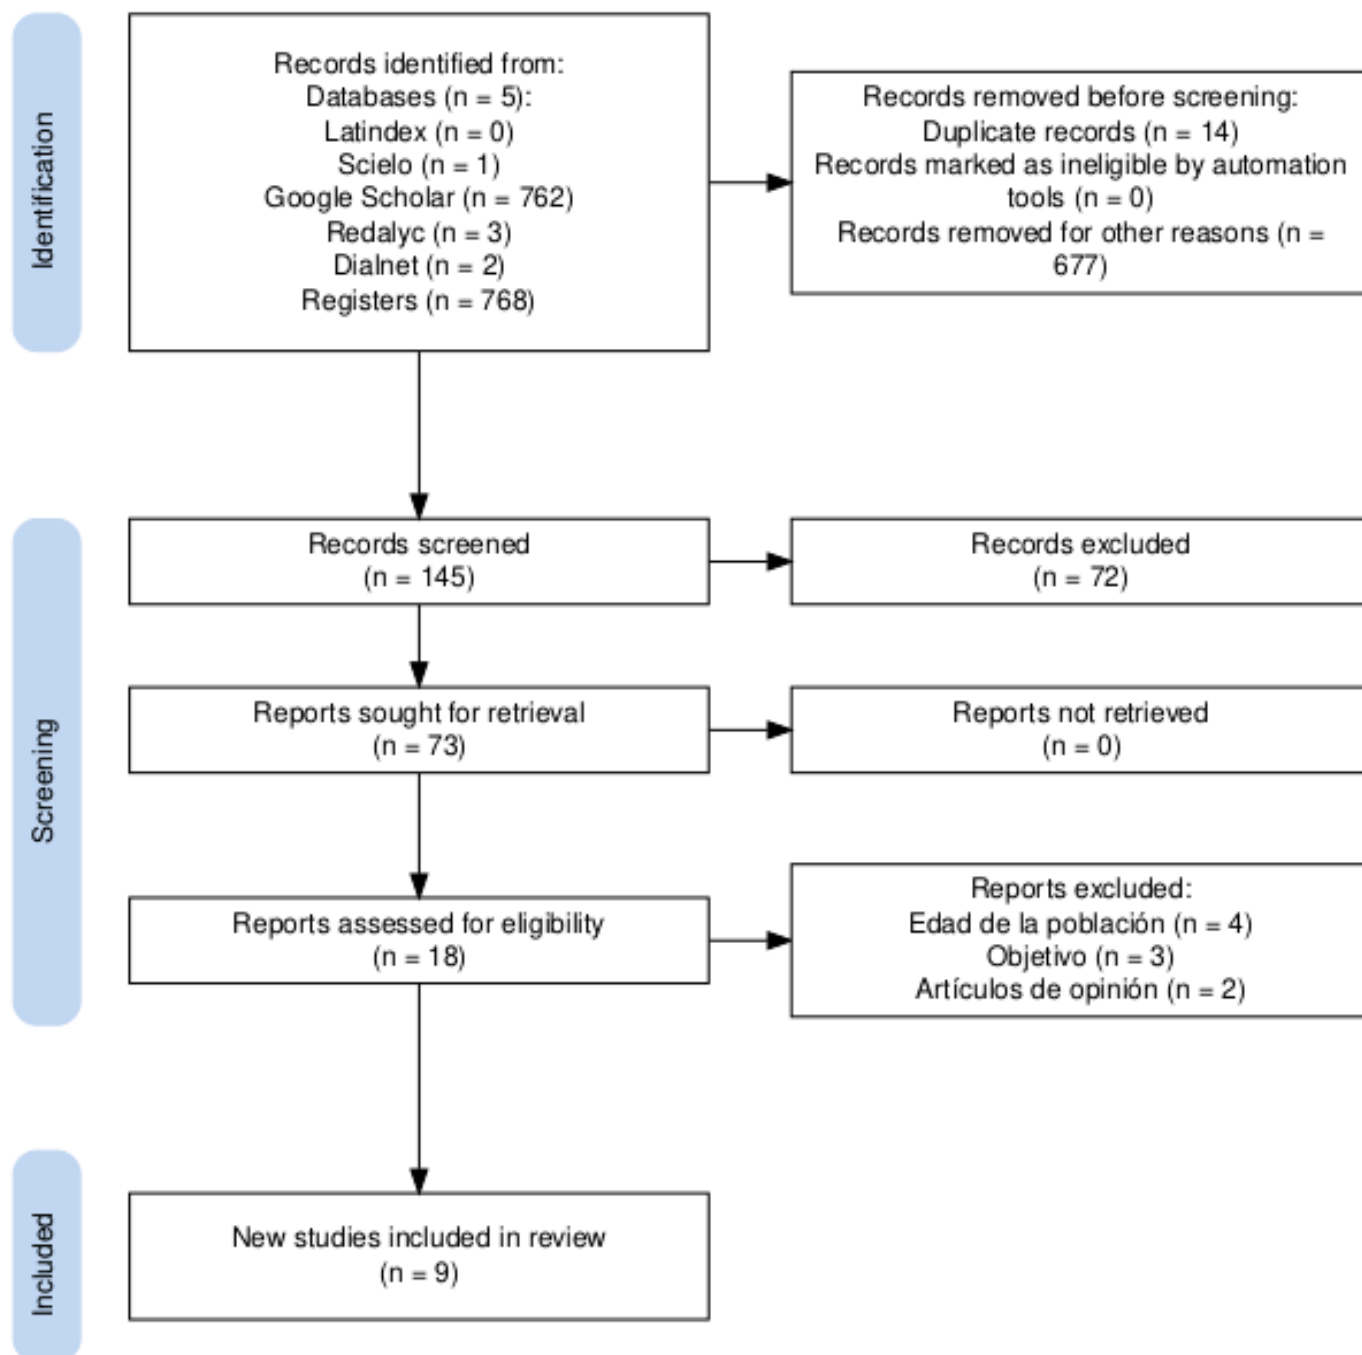 Identification
Records identified from:
Databases (n = 5):
Latindex (n = 0)
Scielo (n = 1)
Google Scholar (n = 762)
Redalyc (n = 3)
Dialnet (n = 2)
Registers (n = 768)
Records removed before screening:
Duplicate records (n = 14)
Records marked as ineligible by automation
tools (n = 0)
Records removed for other reasons (n =
677)
Screening
Records screened
(n = 145)
Records excluded
(n = 72)
Reports sought for retrieval
(n = 73)
Reports not retrieved
(n = 0)
Reports assessed for eligibility
(n = 18)
Reports excluded:
Edad de la población (n = 4)
Objetivo (n = 3)
Artículos de opinión (n = 2)
Included
New studies included in review
(n = 9)